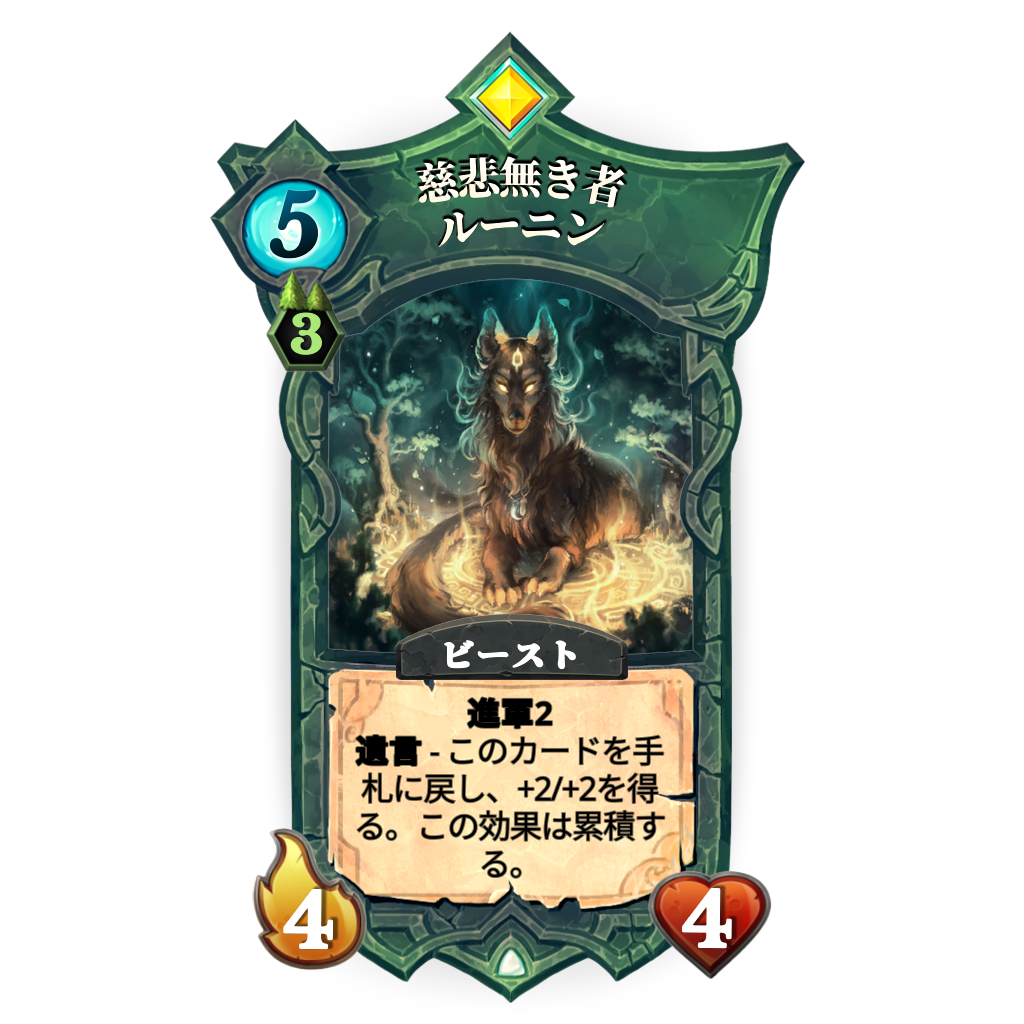 慈悲無き者
ルーニン
5
3
ビースト
進軍2
遺言 - このカードを手
札に戻し、+2/+2を得
る。この効果は累積す
る。
4
4